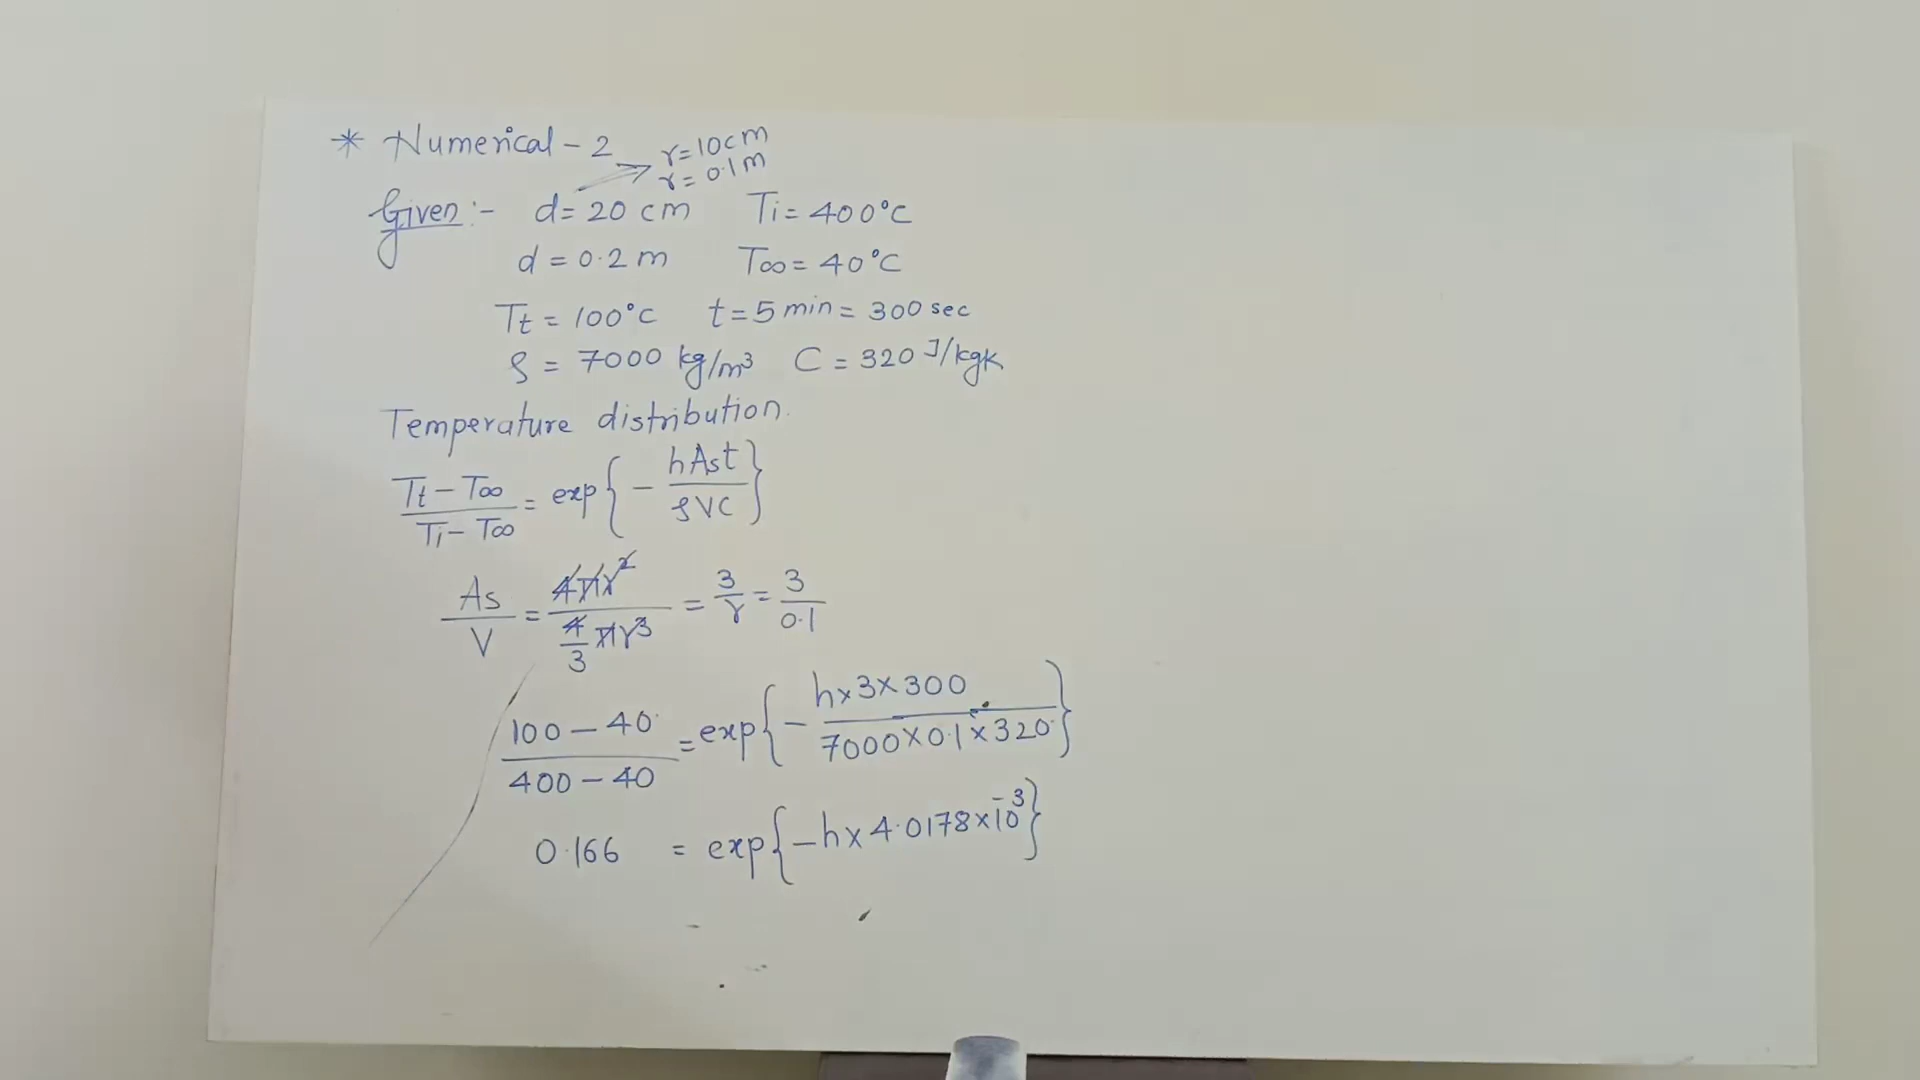 * Numerical - 2
r = 10 cm
r = 0.1 m
Given :- d = 20 cm Ti = 400°C
d = 0.2 m T∞ = 40°C
Tt = 100°C t = 5 min = 300 sec
ρ = 7000 kg/m³ C = 320 J/kgK
Temperature distribution.
Tt - T∞ / Ti - T∞ = exp{ - hAst / ρVC }
As / V = 4πr² / (4/3 πr³) = 3/r = 3/0.1
100 - 40 / 400 - 40 = exp{ - h x 3 x 300 / 7000 x 0.1 x 320 }
0.166 = exp{ - h x 4.0178 x 10⁻³ }